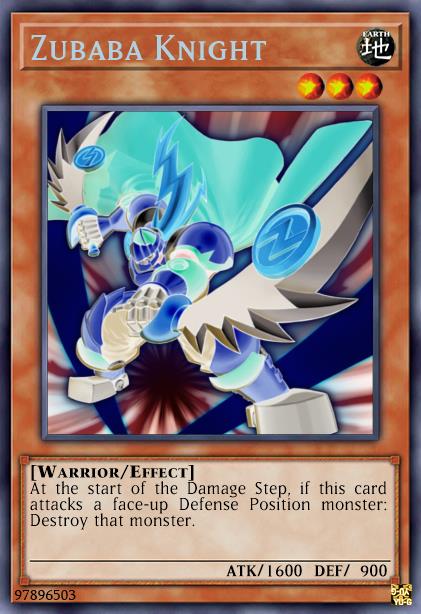 Zubaba Knight
EARTH
地
[Warrior/Effect]
At the start of the Damage Step, if this card
attacks a face-up Defense Position monster:
Destroy that monster.
ATK/1600 DEF/ 900
97896503